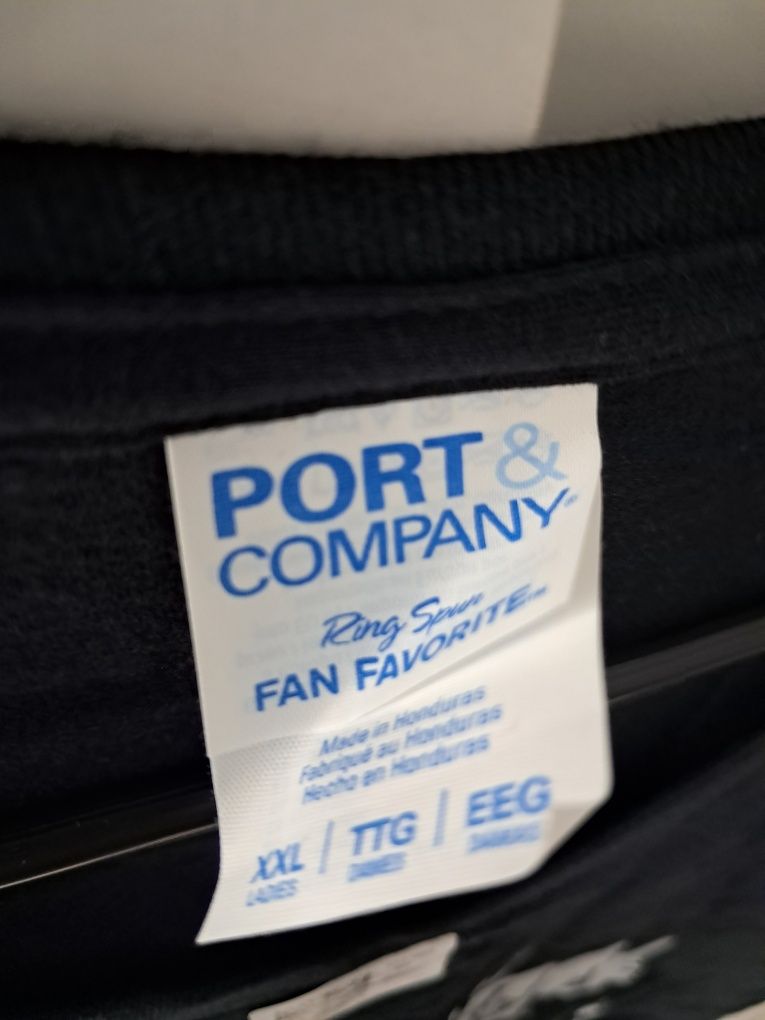 PORT &
COMPANY
Ring Spun
FAN FAVORITE™
Made in Honduras
Fabriqué au Honduras
Hecho en Honduras
XXL | TTG | EEG
LADIES DAMES DAMAS